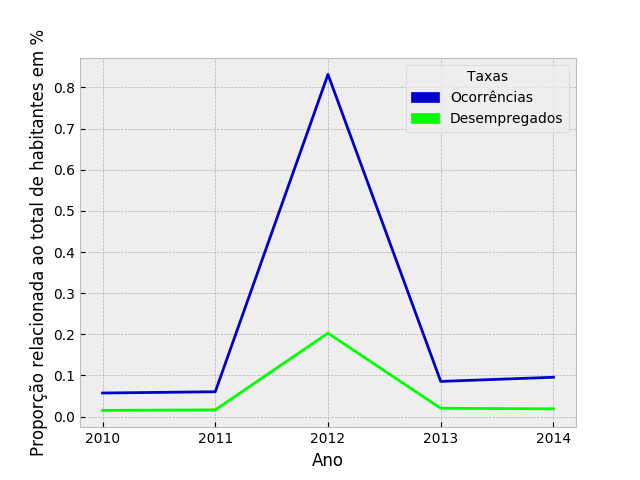 Proporção relacionada ao total de habitantes em %
Taxas
Ocorrências
Desempregados
0.8
0.7
0.6
0.5
0.4
0.3
0.2
0.1
0.0
2010 2011 2012 2013 2014
Ano